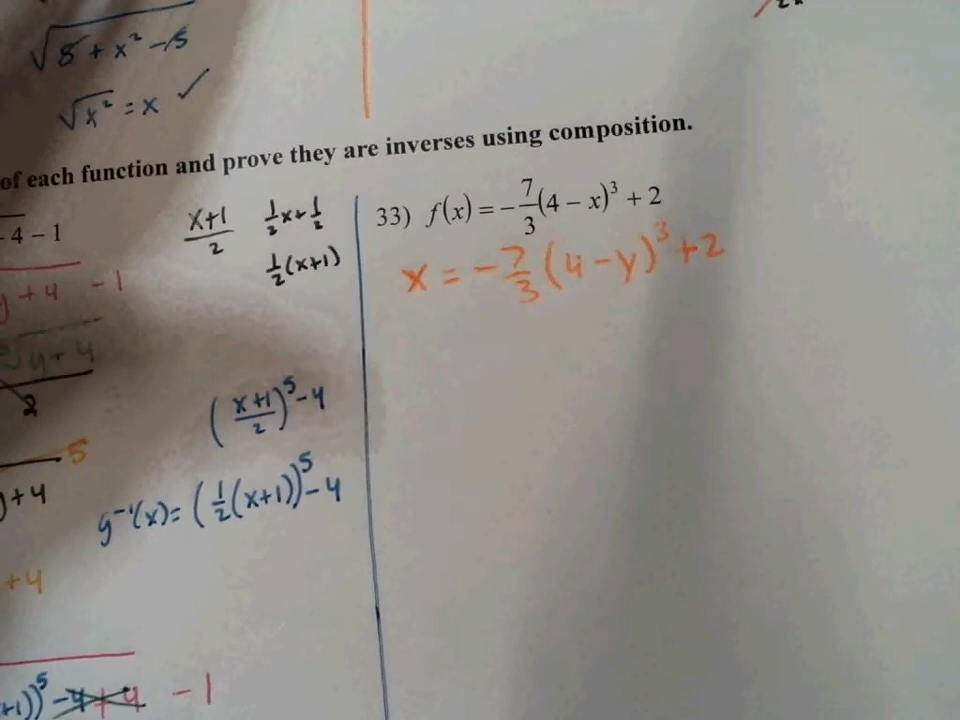 √8 + x² - 5
√x² = x ✓
of each function and prove they are inverses using composition.
4 - 1
x+1/2 ½x+½
½(x+1)
33) f(x) = -7/3(4 - x)³ + 2
x = -7/3(4-y)³+2
y+4 -1
y+4
2
(x+1/2)⁵-4
5
y+4
g⁻¹(x)= (½(x+1))⁵-4
+4
+1))⁵ -4+4 -1